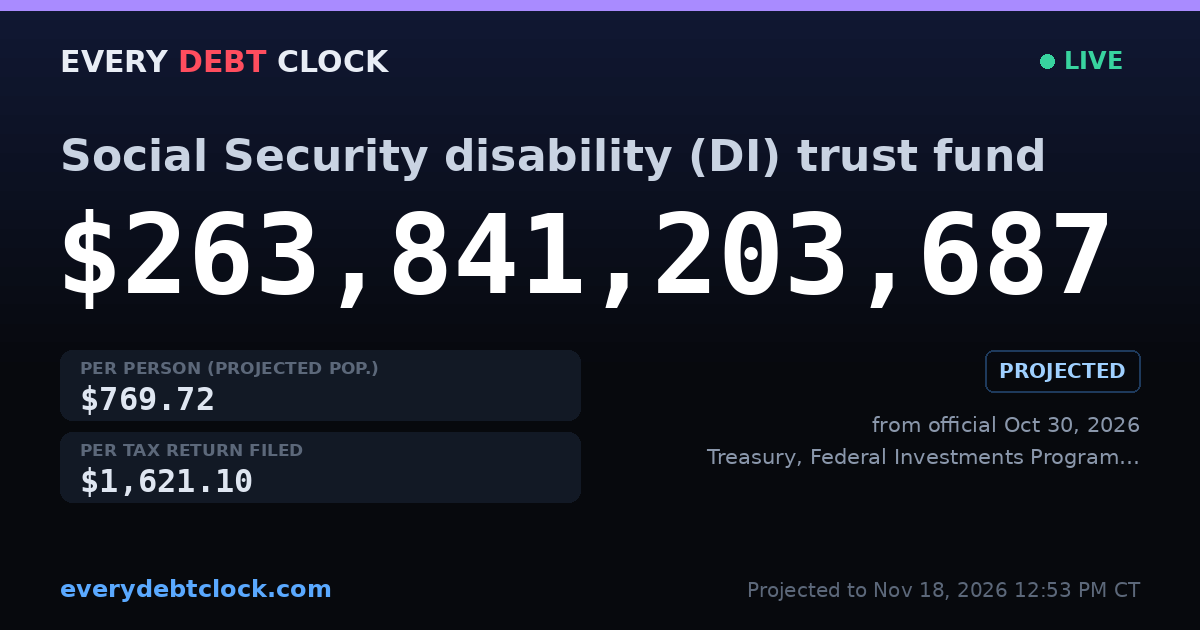 EVERY DEBT CLOCK
LIVE
Social Security disability (DI) trust fund
$263,841,203,687
PER PERSON (PROJECTED POP.)
$769.72
PER TAX RETURN FILED
$1,621.10
PROJECTED
from official Oct 30, 2026
Treasury, Federal Investments Program...
everydebtclock.com
Projected to Nov 18, 2026 12:53 PM CT